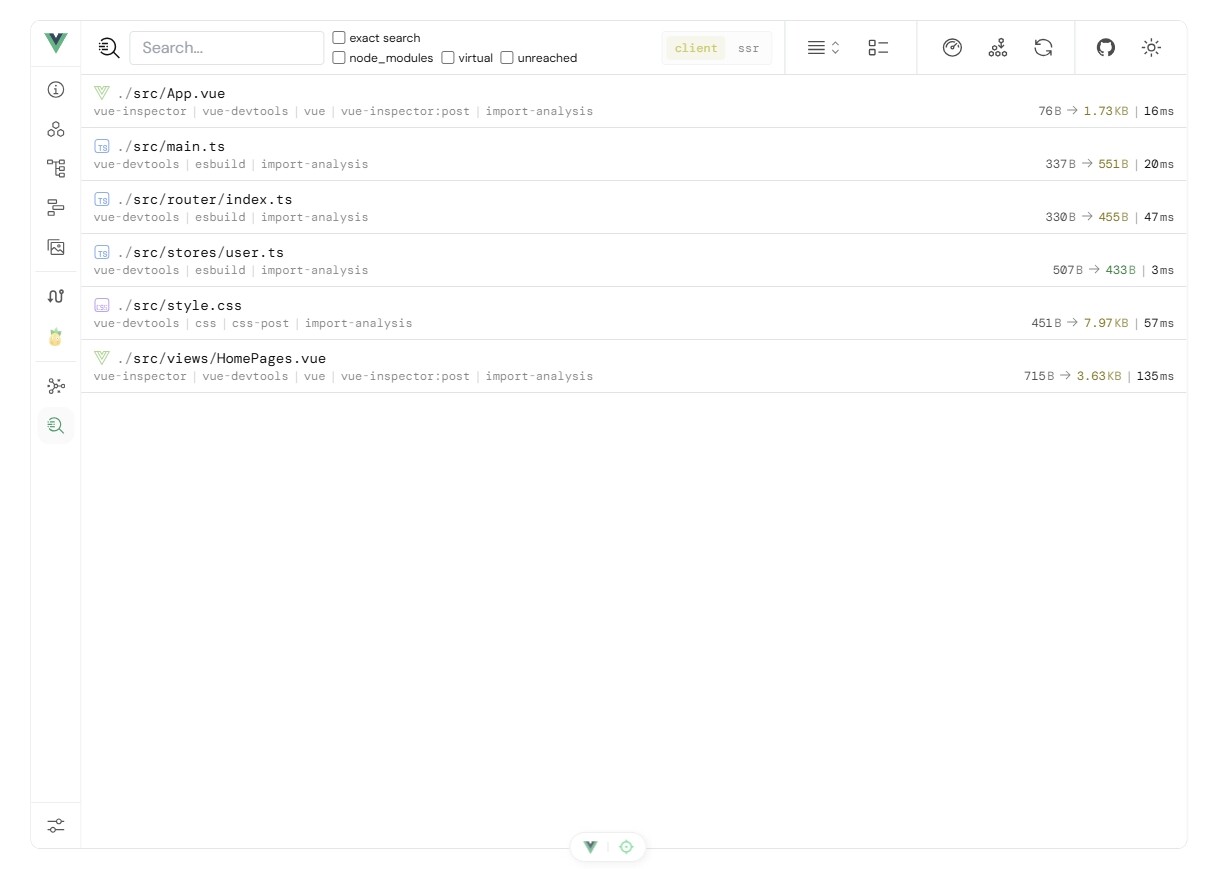 Search...
exact search
node_modules virtual unreached
client ssr
./src/App.vue
vue-inspector | vue-devtools | vue | vue-inspector:post | import-analysis 76B → 1.73KB | 16ms
TS ./src/main.ts
vue-devtools | esbuild | import-analysis 337B → 551B | 20ms
TS ./src/router/index.ts
vue-devtools | esbuild | import-analysis 330B → 455B | 47ms
TS ./src/stores/user.ts
vue-devtools | esbuild | import-analysis 507B → 433B | 3ms
CSS ./src/style.css
vue-devtools | css | css-post | import-analysis 451B → 7.97KB | 57ms
./src/views/HomePages.vue
vue-inspector | vue-devtools | vue | vue-inspector:post | import-analysis 715B → 3.63KB | 135ms